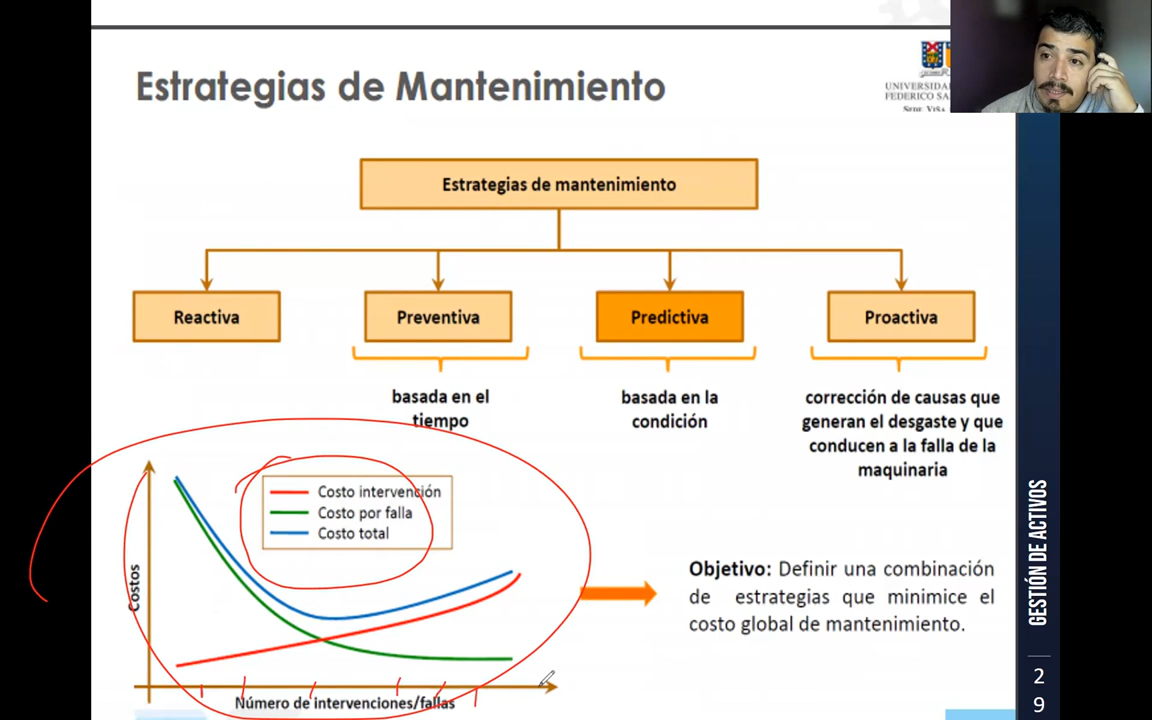 Estrategias de Mantenimiento
UNIVERSIDA
FEDERICO SA
SEDE VIÑA
Estrategias de mantenimiento
Reactiva
Preventiva
Predictiva
Proactiva
basada en el
tiempo
basada en la
condición
corrección de causas que
generan el desgaste y que
conducen a la falla de la
maquinaria
Costo intervención
Costo por falla
Costo total
Costos
Número de intervenciones/fallas
Objetivo: Definir una combinación
de estrategias que minimice el
costo global de mantenimiento.
GESTIÓN DE ACTIVOS
2
9